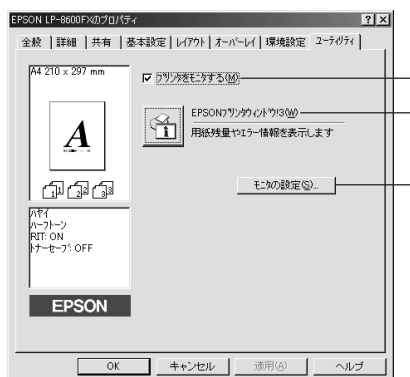 EPSON LP-8600FXのプロパティ
全般 詳細 共有 基本設定 レイアウト オーバーレイ 環境設定 ユーティリティ
A4 210 x 297 mm
A
1 1 2 2 3 3
ハヤイ
ハーフトーン
RIT: ON
トナーセーブ: OFF
EPSON
プリンタをモニタする(M)
EPSONプリンタウィンドウ!3(W)
用紙残量やエラー情報を表示します
モニタの設定(S)...
OK キャンセル 適用(A) ヘルプ